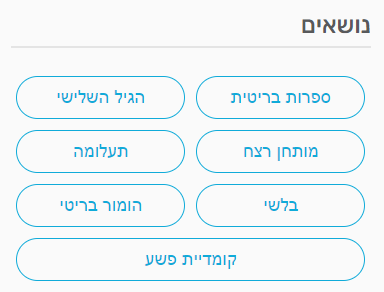 נושאים
ספרות בריטית הגיל השלישי
מותחן רצח תעלומה
בלשי הומור בריטי
קומדיית פשע